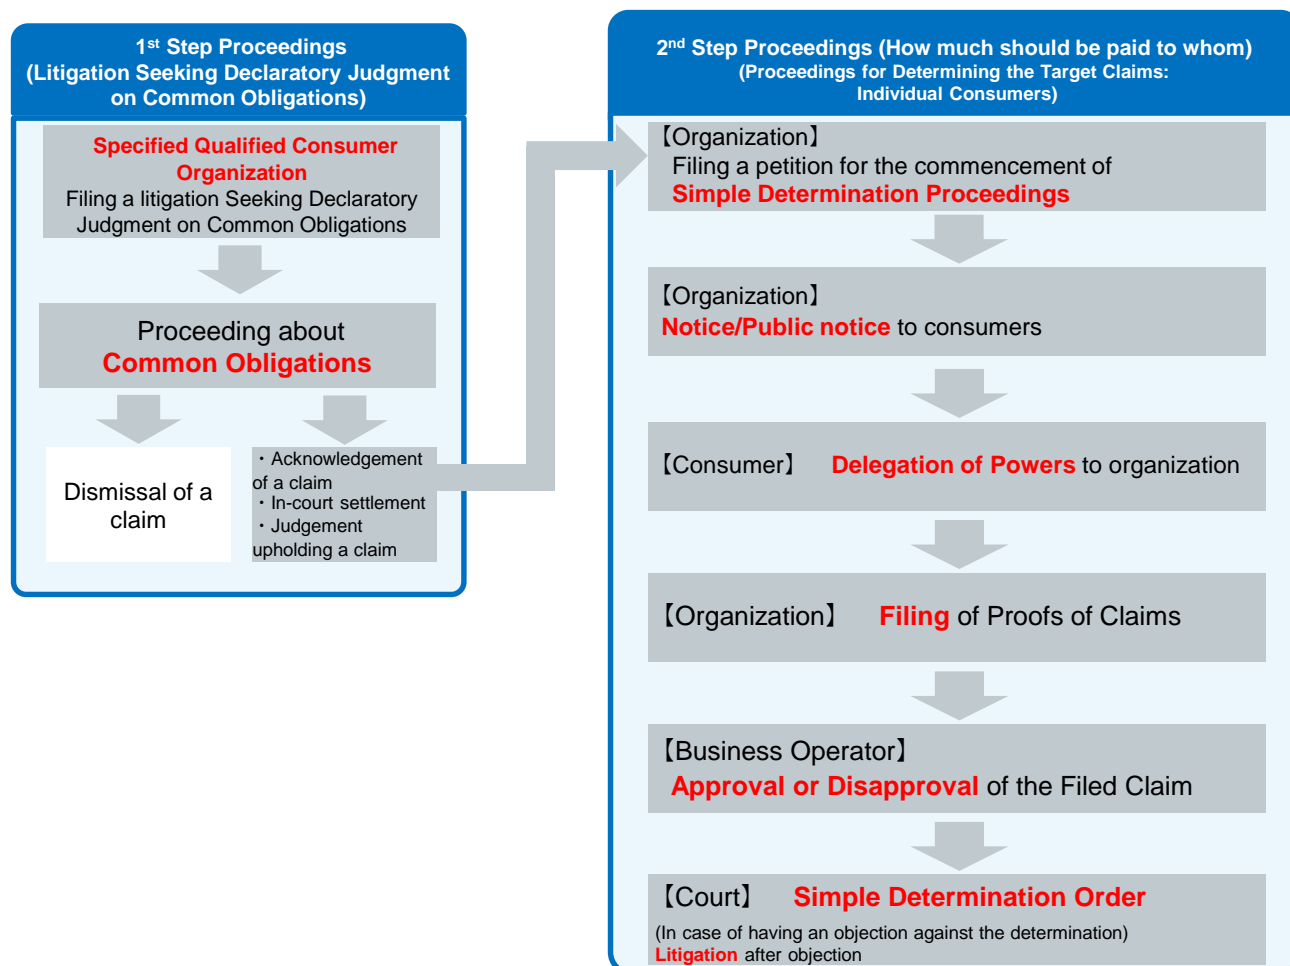 1st Step Proceedings
(Litigation Seeking Declaratory Judgment
on Common Obligations)
Specified Qualified Consumer
Organization
Filing a litigation Seeking Declaratory
Judgment on Common Obligations
Proceeding about
Common Obligations
Dismissal of a
claim
・Acknowledgement
of a claim
・In-court settlement
・Judgement
upholding a claim
2nd Step Proceedings (How much should be paid to whom)
(Proceedings for Determining the Target Claims:
Individual Consumers)
【Organization】
Filing a petition for the commencement of
Simple Determination Proceedings
【Organization】
Notice/Public notice to consumers
【Consumer】 Delegation of Powers to organization
【Organization】 Filing of Proofs of Claims
【Business Operator】
Approval or Disapproval of the Filed Claim
【Court】 Simple Determination Order
(In case of having an objection against the determination)
Litigation after objection